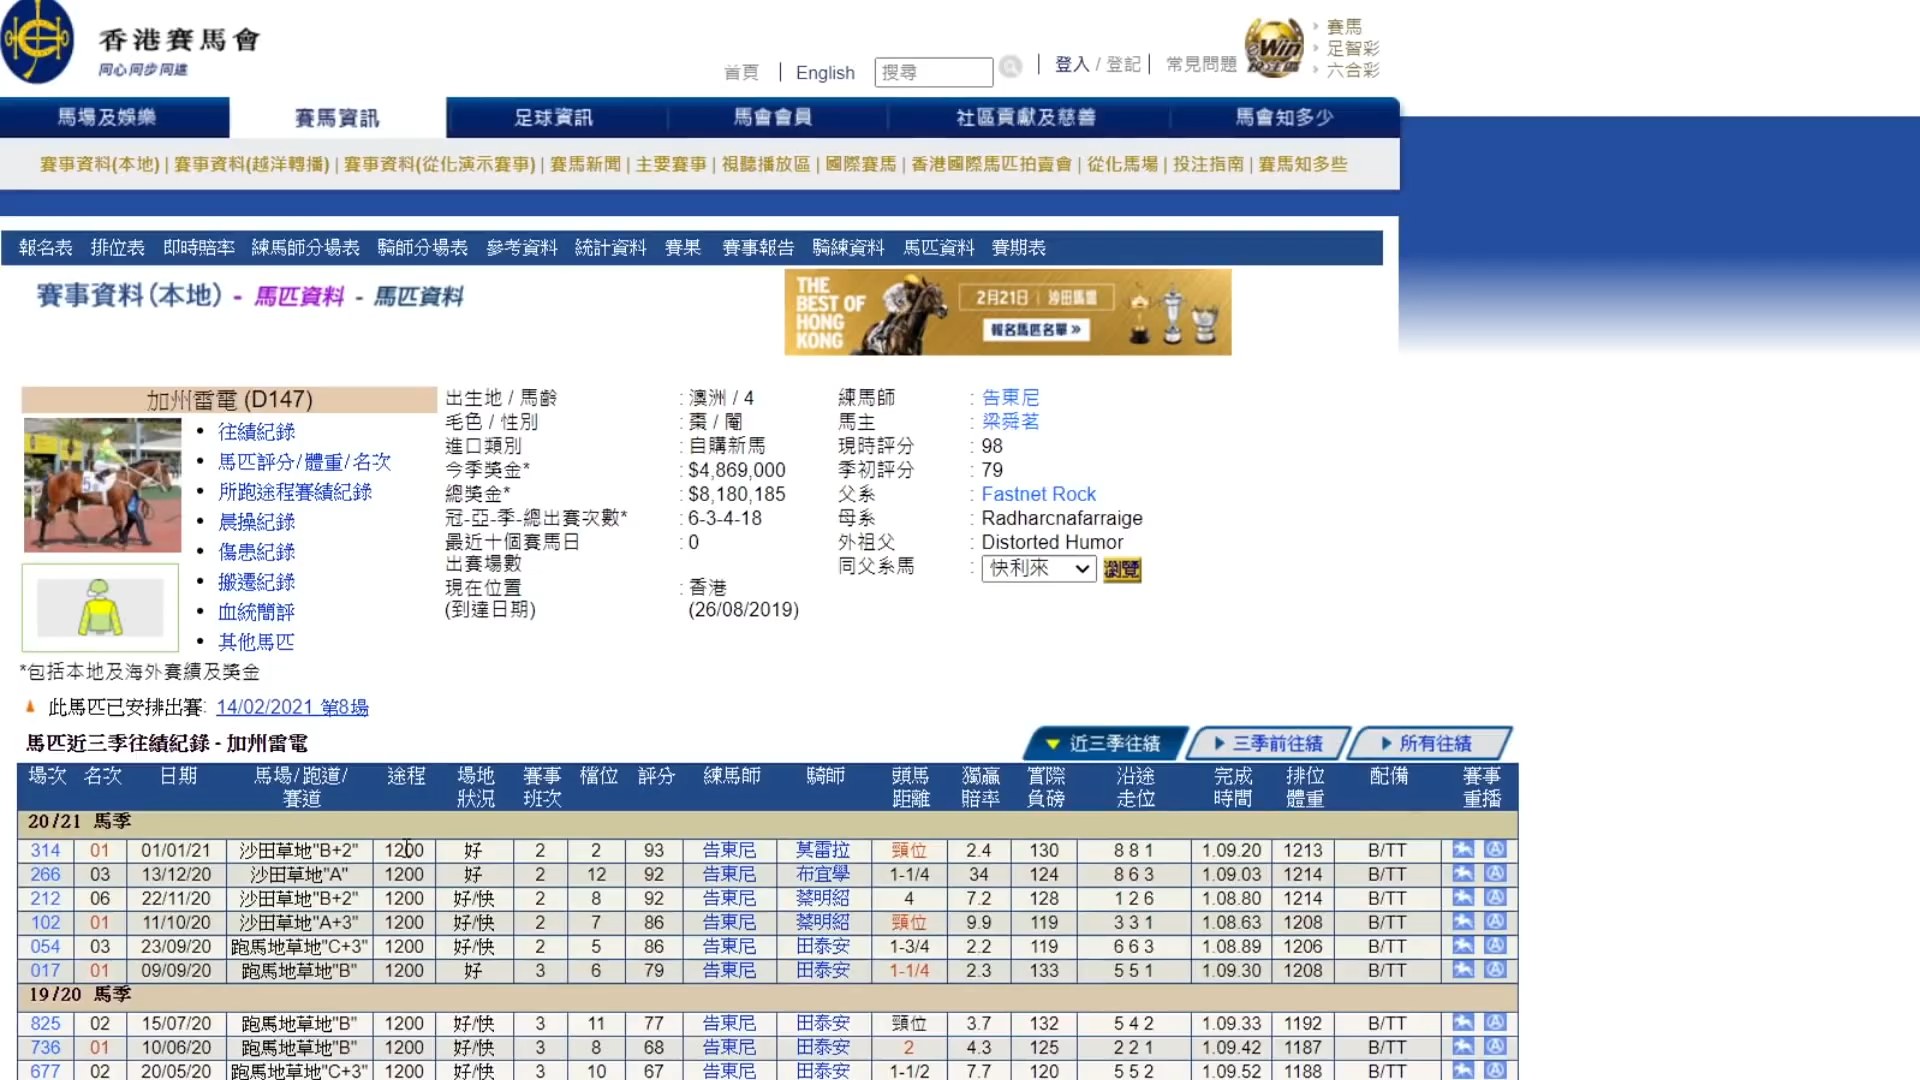 香港賽馬會
同心同步同進
首頁 | English 搜尋 | 登入 / 登記 | 常見問題
eWin
投注區
賽馬
足智彩
六合彩
馬場及娛樂 賽馬資訊 足球資訊 馬會會員 社區貢獻及慈善 馬會知多少
賽事資料(本地) | 賽事資料(越洋轉播) | 賽事資料(從化演示賽事) | 賽馬新聞 | 主要賽事 | 視聽播放區 | 國際賽馬 | 香港國際馬匹拍賣會 | 從化馬場 | 投注指南 | 賽馬知多些
報名表 排位表 即時賠率 練馬師分場表 騎師分場表 參考資料 統計資料 賽果 賽事報告 騎練資料 馬匹資料 賽期表
賽事資料(本地) - 馬匹資料 - 馬匹資料
THE
BEST OF
HONG
KONG
2月21日 | 沙田馬場
報名馬匹名單 »
加州雷電 (D147)
• 往績紀錄
• 馬匹評分/體重/名次
• 所跑途程賽績紀錄
• 晨操紀錄
• 傷患紀錄
• 搬遷紀錄
• 血統簡評
• 其他馬匹
出生地 / 馬齡 : 澳洲 / 4
毛色 / 性別 : 棗 / 閹
進口類別 : 自購新馬
今季獎金* : $4,869,000
總獎金* : $8,180,185
冠-亞-季-總出賽次數* : 6-3-4-18
最近十個賽馬日 : 0
出賽場數
現在位置 : 香港
(到達日期) (26/08/2019)
練馬師 : 告東尼
馬主 : 梁舜茗
現時評分 : 98
季初評分 : 79
父系 : Fastnet Rock
母系 : Radharcnafarraige
外祖父 : Distorted Humor
同父系馬 : 快利來 瀏覽
*包括本地及海外賽績及獎金
此馬匹已安排出賽: 14/02/2021 第8場
馬匹近三季往績紀錄 - 加州雷電
近三季往績 三季前往績 所有往績
場次 名次 日期 馬場/跑道/賽道 途程 場地狀況 賽事班次 檔位 評分 練馬師 騎師 頭馬距離 獨贏賠率 實際負磅 沿途走位 完成時間 排位體重 配備 賽事重播
20/21 馬季
314 01 01/01/21 沙田草地"B+2" 1200 好 2 2 93 告東尼 莫雷拉 頸位 2.4 130 8 8 1 1.09.20 1213 B/TT
266 03 13/12/20 沙田草地"A" 1200 好 2 12 92 告東尼 布宜學 1-1/4 34 124 8 6 3 1.09.03 1214 B/TT
212 06 22/11/20 沙田草地"B+2" 1200 好/快 2 8 92 告東尼 蔡明紹 4 7.2 128 1 2 6 1.08.80 1214 B/TT
102 01 11/10/20 沙田草地"A+3" 1200 好/快 2 7 86 告東尼 蔡明紹 頸位 9.9 119 3 3 1 1.08.63 1208 B/TT
054 03 23/09/20 跑馬地草地"C+3" 1200 好/快 2 5 86 告東尼 田泰安 1-3/4 2.2 119 6 6 3 1.08.89 1206 B/TT
017 01 09/09/20 跑馬地草地"B" 1200 好 3 6 79 告東尼 田泰安 1-1/4 2.3 133 5 5 1 1.09.30 1208 B/TT
19/20 馬季
825 02 15/07/20 跑馬地草地"B" 1200 好/快 3 11 77 告東尼 田泰安 頸位 3.7 132 5 4 2 1.09.33 1192 B/TT
736 01 10/06/20 跑馬地草地"B" 1200 好/快 3 8 68 告東尼 田泰安 2 4.3 125 2 2 1 1.09.42 1187 B/TT
677 02 20/05/20 跑馬地草地"C+3" 1200 好/快 3 10 67 告東尼 田泰安 1-1/2 7.7 120 5 5 2 1.09.52 1188 B/TT